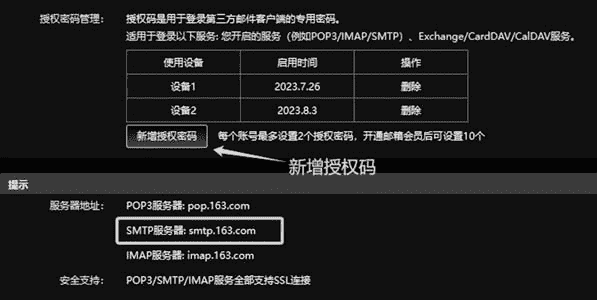 授权密码管理： 授权码是用于登录第三方邮件客户端的专用密码。
适用于登录以下服务: 您开启的服务（例如POP3/IMAP/SMTP）、Exchange/CardDAV/CalDAV服务。
使用设备 启用时间 操作
设备1 2023.7.26 删除
设备2 2023.8.3 删除
新增授权密码 每个账号最多设置2个授权密码，开通邮箱会员后可设置10个
新增授权码
提示
服务器地址： POP3服务器: pop.163.com
SMTP服务器: smtp.163.com
IMAP服务器: imap.163.com
安全支持： POP3/SMTP/IMAP服务全部支持SSL连接